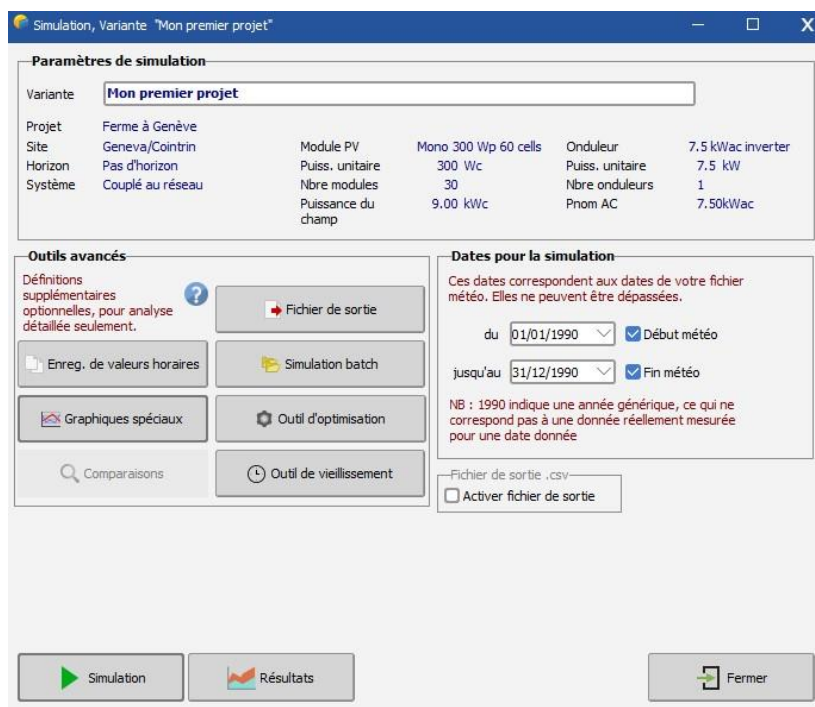 Simulation, Variante "Mon premier projet"
Paramètres de simulation
Variante Mon premier projet
Projet Ferme à Genève
Site Geneva/Cointrin Module PV Mono 300 Wp 60 cells Onduleur 7.5 kWac inverter
Horizon Pas d'horizon Puiss. unitaire 300 Wc Puiss. unitaire 7.5 kW
Système Couplé au réseau Nbre modules 30 Nbre onduleurs 1
Puissance du champ 9.00 kWc Pnom AC 7.50kWac
Outils avancés
Définitions
supplémentaires
optionnelles, pour analyse
détaillée seulement.
Fichier de sortie
Enreg. de valeurs horaires
Simulation batch
Graphiques spéciaux
Outil d'optimisation
Comparaisons
Outil de vieillissement
Dates pour la simulation
Ces dates correspondent aux dates de votre fichier
météo. Elles ne peuvent être dépassées.
du 01/01/1990 Début météo
jusqu'au 31/12/1990 Fin météo
NB : 1990 indique une année générique, ce qui ne
correspond pas à une donnée réellement mesurée
pour une date donnée
Fichier de sortie .csv
Activer fichier de sortie
Simulation
Résultats
Fermer